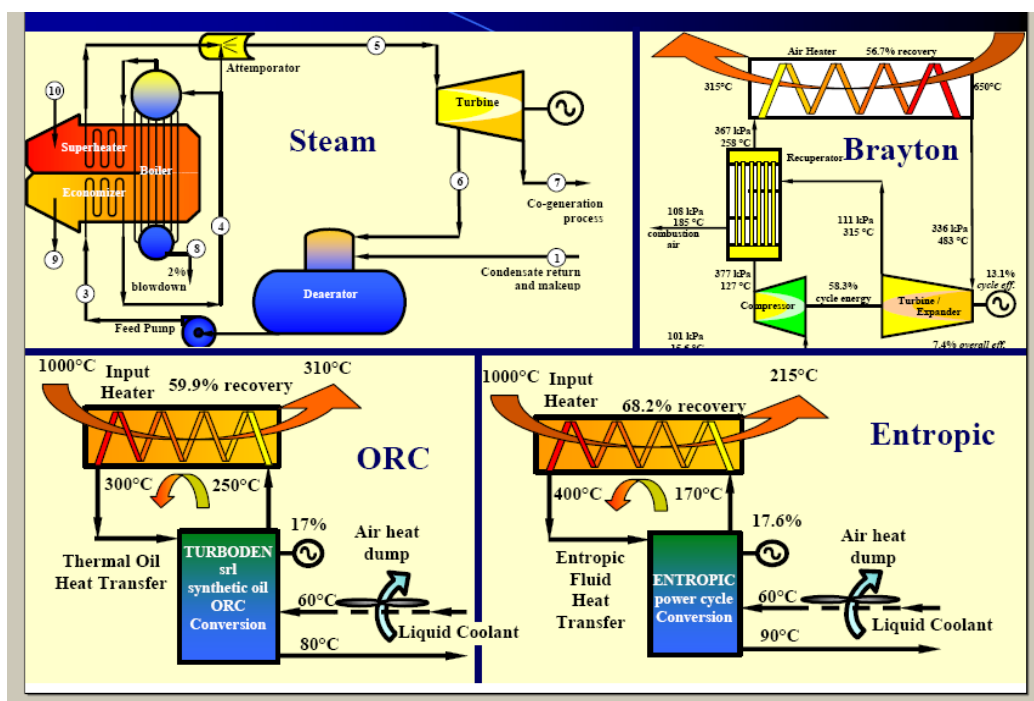 5
Attemporator
10
Turbine
Steam
Superheater
Boiler
Economizer
6
7
Co-generation
process
4
9
8
2%
blowdown
3
1
Condensate return
and makeup
Deaerator
Feed Pump
Air Heater
56.7% recovery
315°C
650°C
367 kPa
258 °C
Recuperator
Brayton
108 kPa
185 °C
combustion
air
111 kPa
315 °C
336 kPa
483 °C
377 kPa
127 °C
58.3%
cycle energy
13.1%
cycle eff.
Compressor
Turbine /
Expander
101 kPa
7.4% overall eff.
1000°C
Input
Heater
59.9% recovery
310°C
ORC
300°C
250°C
17%
Thermal Oil
Heat Transfer
TURBODEN
srl
synthetic oil
ORC
Conversion
Air heat
dump
60°C
Liquid Coolant
80°C
1000°C
Input
Heater
68.2% recovery
215°C
Entropic
400°C
170°C
17.6%
Entropic
Fluid
Heat
Transfer
ENTROPIC
power cycle
Conversion
Air heat
dump
60°C
Liquid Coolant
90°C